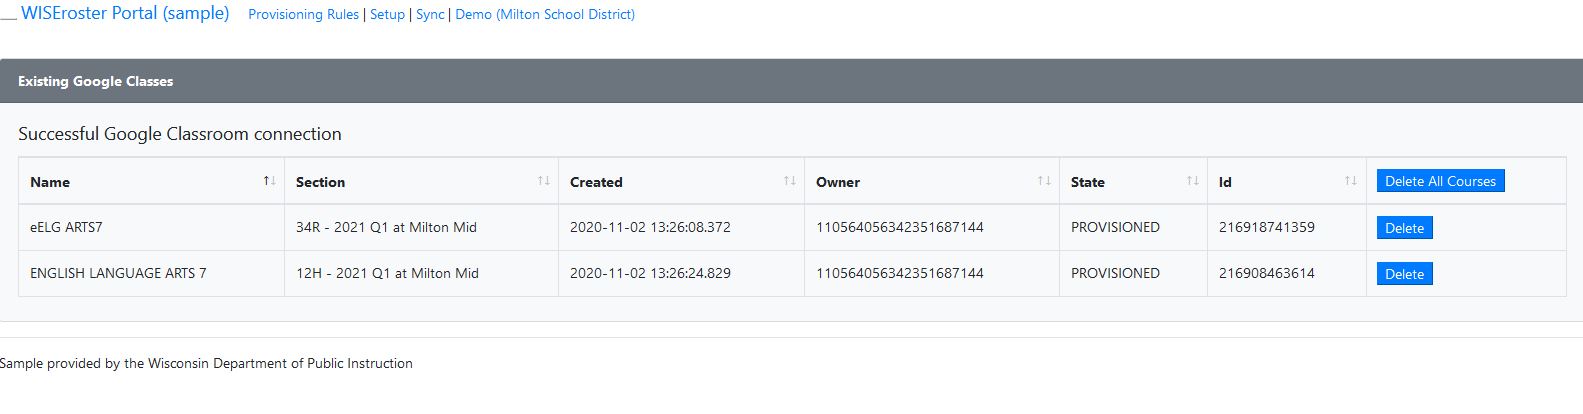 WISEroster Portal (sample) Provisioning Rules | Setup | Sync | Demo (Milton School District)
Existing Google Classes
Successful Google Classroom connection
Name Section Created Owner State Id Delete All Courses
eELG ARTS7 34R - 2021 Q1 at Milton Mid 2020-11-02 13:26:08.372 110564056342351687144 PROVISIONED 216918741359 Delete
ENGLISH LANGUAGE ARTS 7 12H - 2021 Q1 at Milton Mid 2020-11-02 13:26:24.829 110564056342351687144 PROVISIONED 216908463614 Delete
Sample provided by the Wisconsin Department of Public Instruction